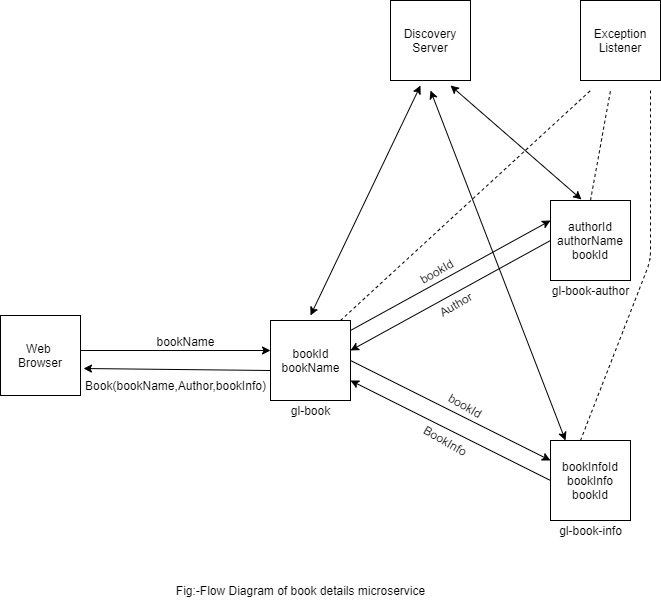 Discovery
Server
Exception
Listener
authorId
authorName
bookId
gl-book-author
bookId
Author
Web
Browser
bookName
Book(bookName,Author,bookInfo)
bookId
bookName
gl-book
bookId
BookInfo
bookInfoId
bookInfo
bookId
gl-book-info
Fig:-Flow Diagram of book details microservice